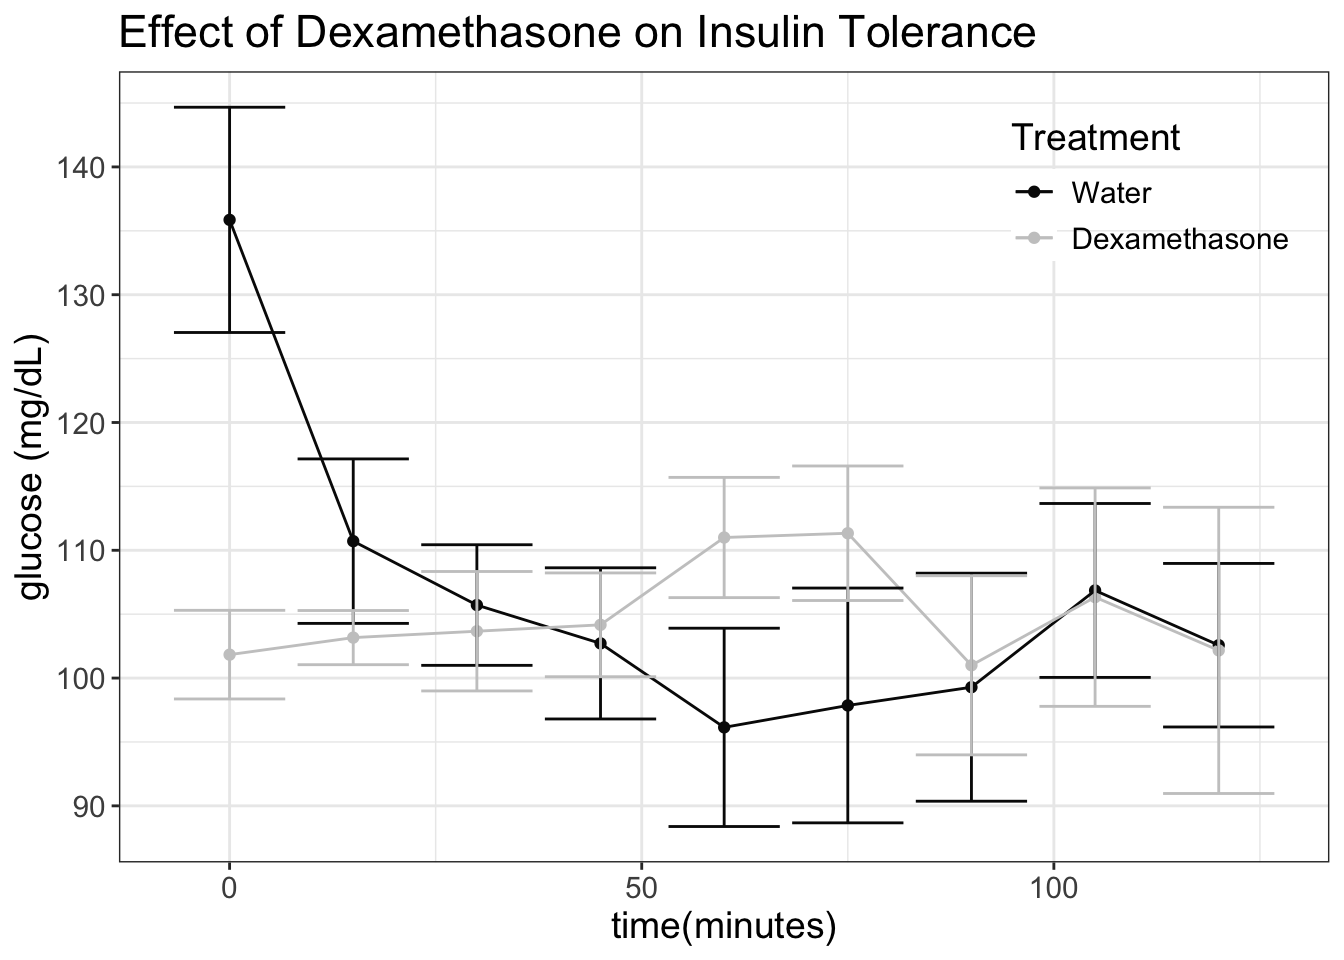 Effect of Dexamethasone on Insulin Tolerance
glucose (mg/dL)
140
130
120
110
100
90
Treatment
Water
Dexamethasone
0
50
100
time(minutes)